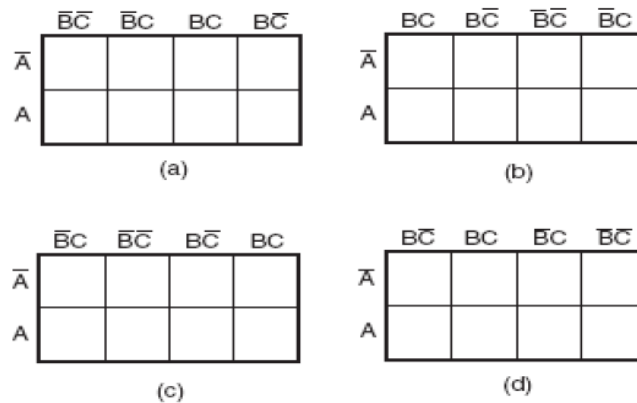 B̅C̅ B̅C BC BC̅
BC BC̅ B̅C̅ B̅C
A̅
A̅
A
A
(a)
(b)
B̅C B̅C̅ BC̅ BC
BC̅ BC B̅C B̅C̅
A̅
A̅
A
A
(c)
(d)